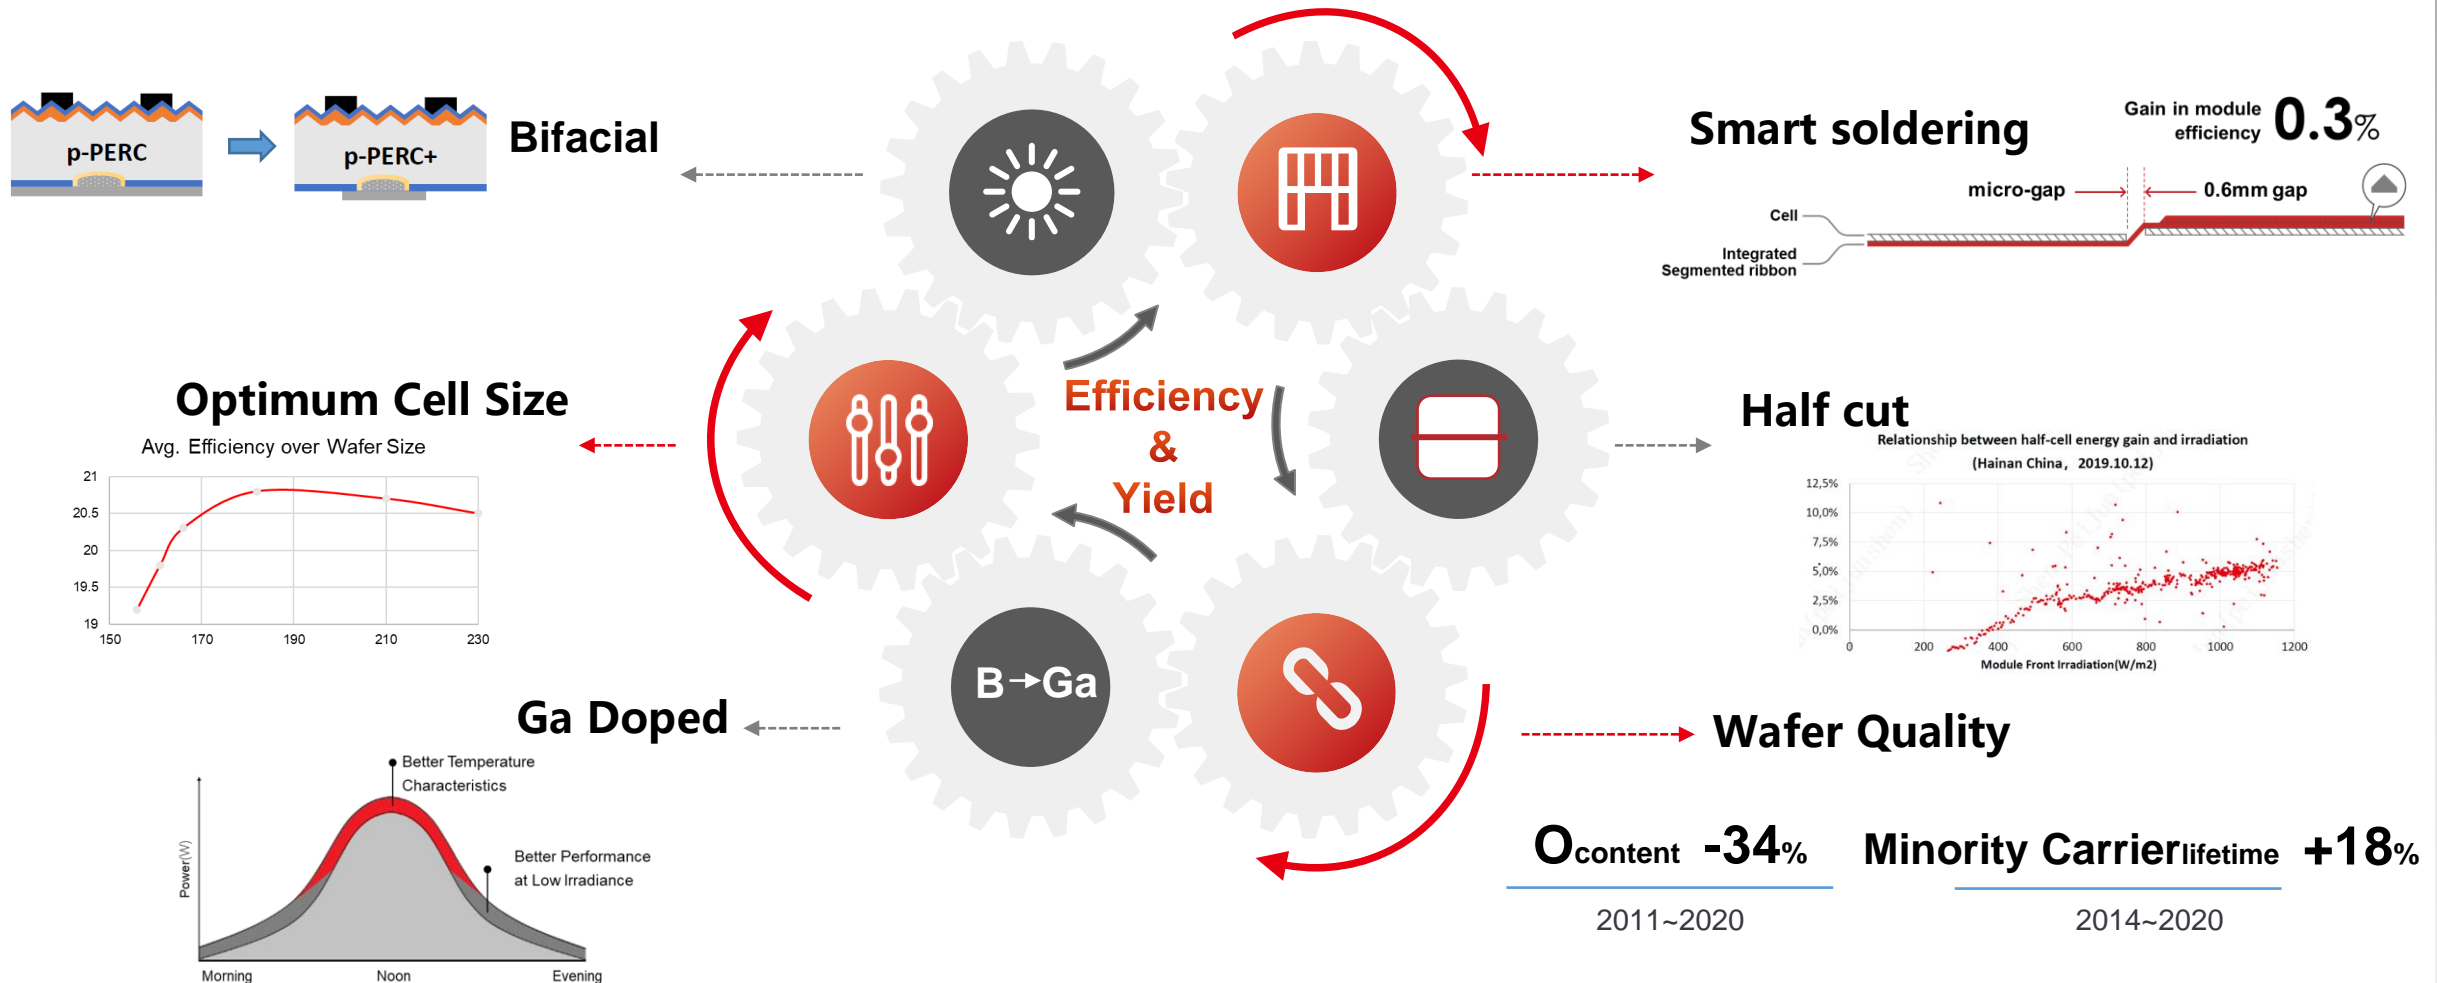 p-PERC
p-PERC+
Bifacial
Smart soldering
Gain in module
efficiency
0.3%
micro-gap
0.6mm gap
Cell
Integrated
Segmented ribbon
Optimum Cell Size
Avg. Efficiency over Wafer Size
21
20.5
20
19.5
19
150 170 190 210 230
Efficiency
&
Yield
Half cut
Relationship between half-cell energy gain and irradiation
(Hainan China，2019.10.12)
12,5%
10,0%
7,5%
5,0%
2,5%
0,0%
0 200 400 600 800 1000 1200
Module Front Irradiation(W/m2)
Ga Doped
B→Ga
Better Temperature
Characteristics
Better Performance
at Low Irradiance
Power(W)
Morning Noon Evening
Wafer Quality
Ocontent -34%
2011~2020
Minority Carrierlifetime +18%
2014~2020